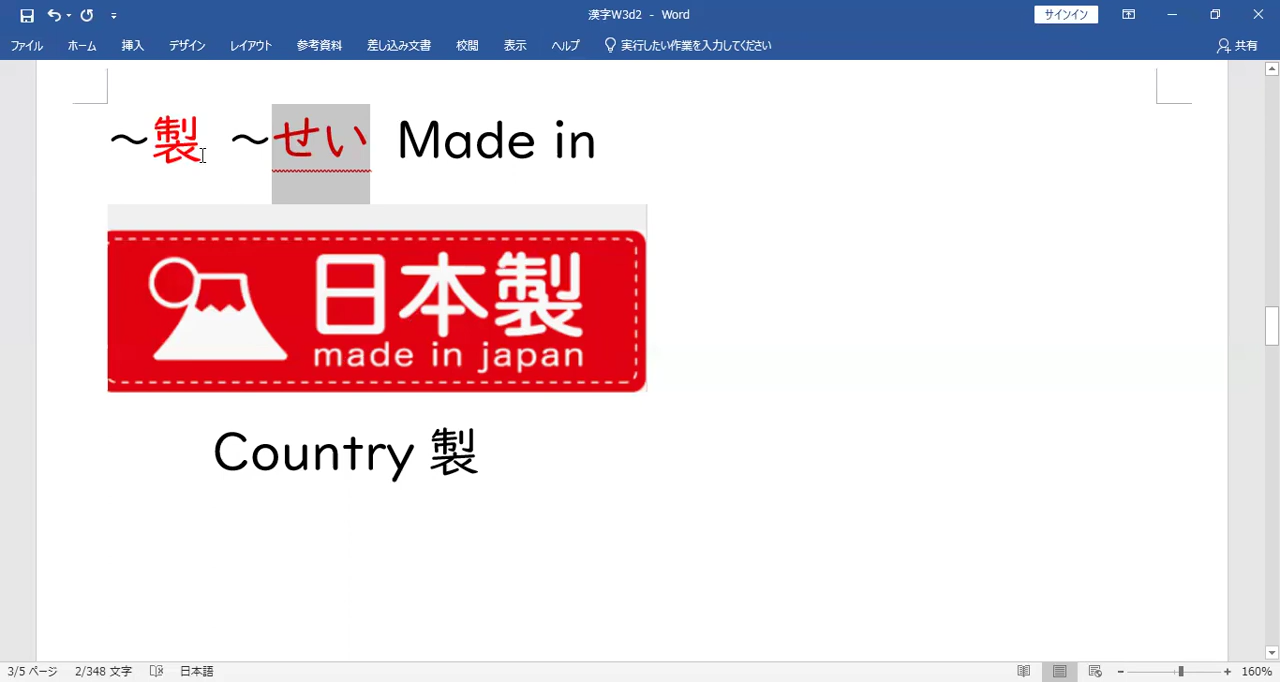 漢字W3d2 - Word
サインイン
ファイル ホーム 挿入 デザイン レイアウト 参考資料 差し込み文書 校閲 表示 ヘルプ 実行したい作業を入力してください 共有
～製 ～せい Made in
日本製
made in japan
Country 製
3/5 ページ 2/348 文字 日本語 160%